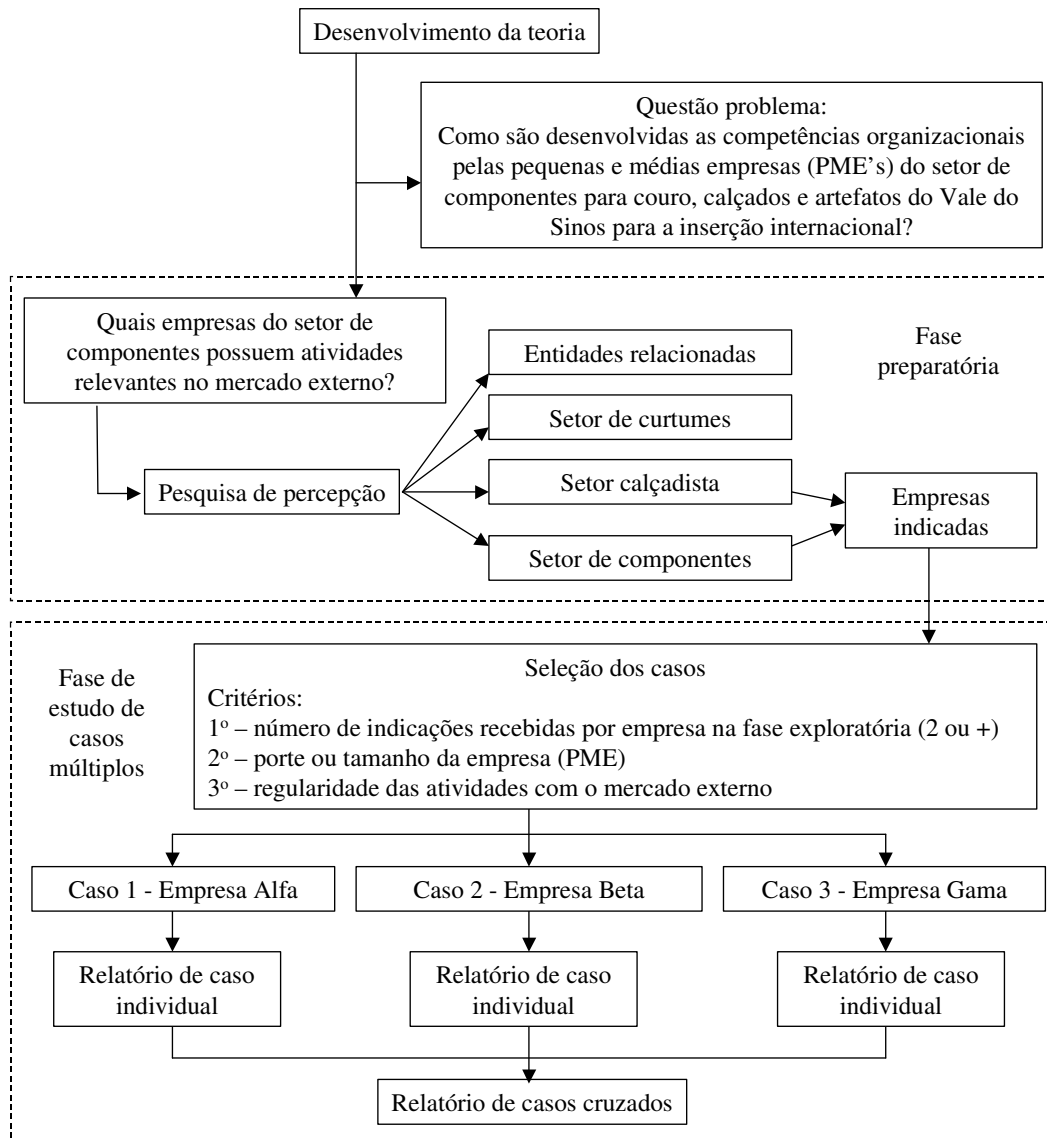 Desenvolvimento da teoria
Questão problema:
Como são desenvolvidas as competências organizacionais
pelas pequenas e médias empresas (PME's) do setor de
componentes para couro, calçados e artefatos do Vale do
Sinos para a inserção internacional?
Quais empresas do setor de
componentes possuem atividades
relevantes no mercado externo?
Fase
preparatória
Entidades relacionadas
Setor de curtumes
Pesquisa de percepção
Setor calçadista
Setor de componentes
Empresas
indicadas
Fase de
estudo de
casos
múltiplos
Seleção dos casos
Critérios:
1º – número de indicações recebidas por empresa na fase exploratória (2 ou +)
2º – porte ou tamanho da empresa (PME)
3º – regularidade das atividades com o mercado externo
Caso 1 - Empresa Alfa
Caso 2 - Empresa Beta
Caso 3 - Empresa Gama
Relatório de caso
individual
Relatório de caso
individual
Relatório de caso
individual
Relatório de casos cruzados